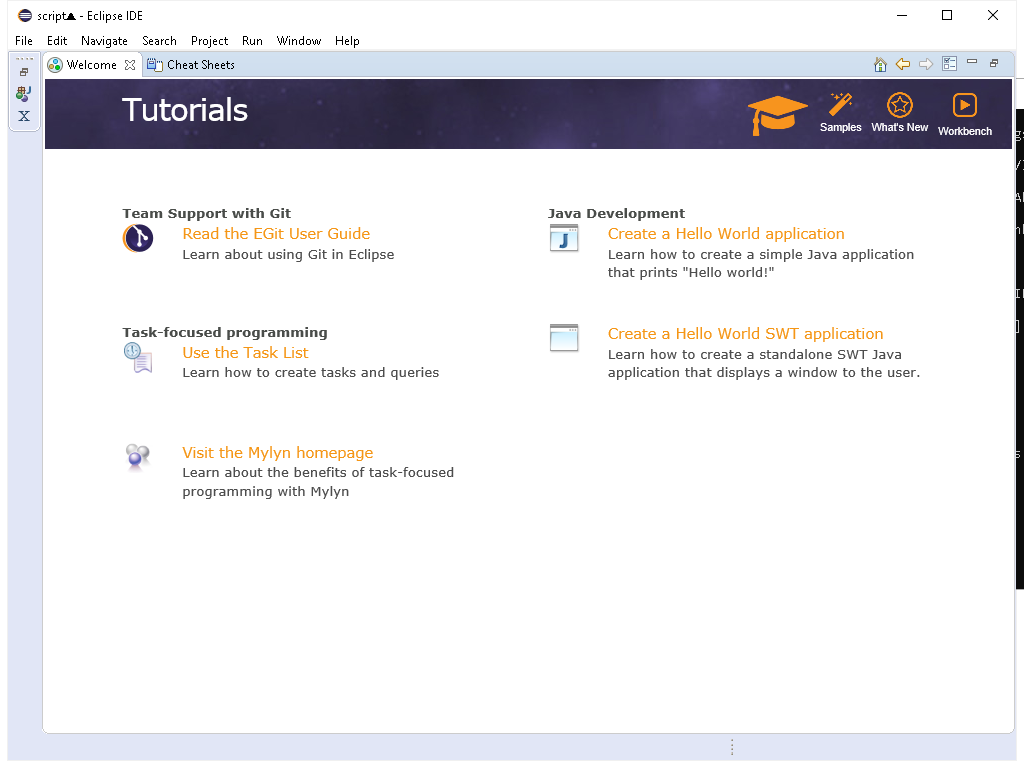 script▲ - Eclipse IDE
File Edit Navigate Search Project Run Window Help
Welcome Cheat Sheets
X
Tutorials
Samples What's New Workbench
Team Support with Git
Read the EGit User Guide
Learn about using Git in Eclipse
Java Development
Create a Hello World application
Learn how to create a simple Java application
that prints "Hello world!"
Task-focused programming
Use the Task List
Learn how to create tasks and queries
Create a Hello World SWT application
Learn how to create a standalone SWT Java
application that displays a window to the user.
Visit the Mylyn homepage
Learn about the benefits of task-focused
programming with Mylyn